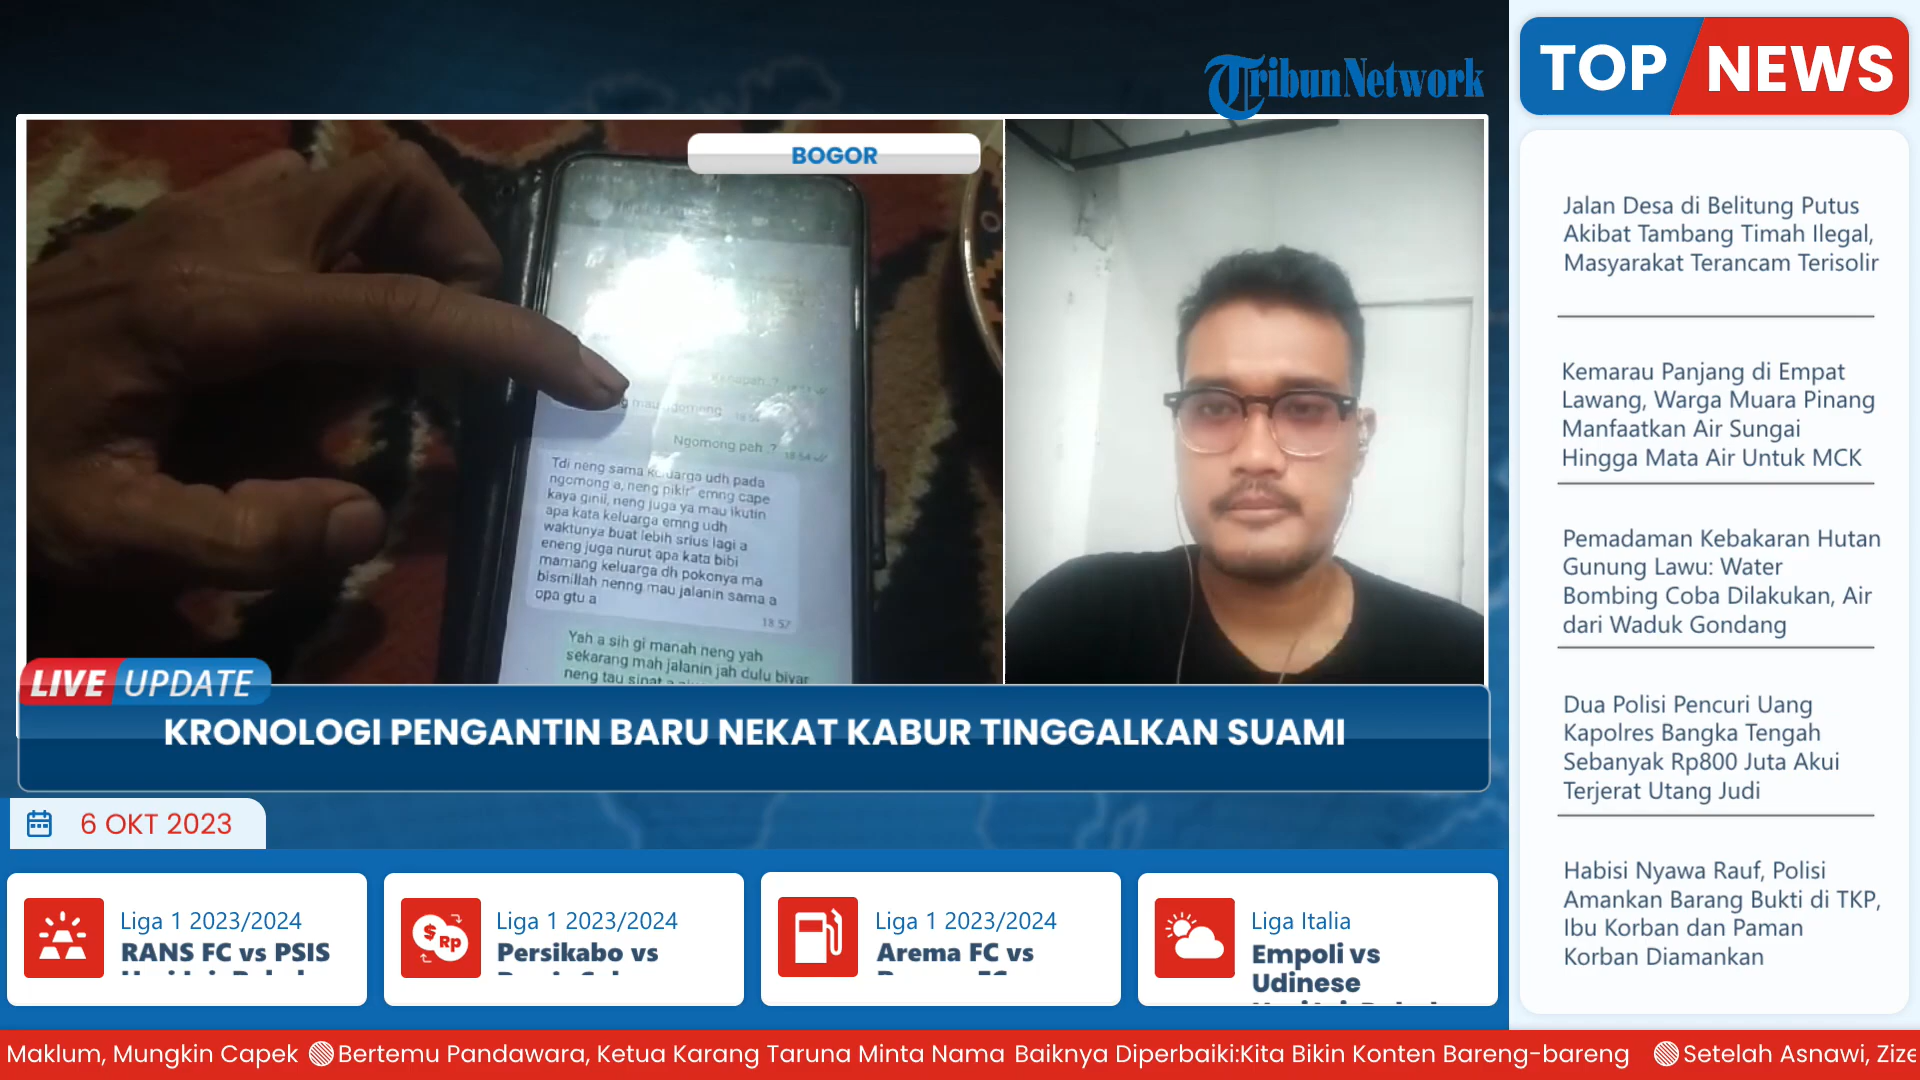 TribunNetwork
TOP NEWS
BOGOR
Ngomong pah .?
18.54
Tdi neng sama keluarga udh pada
ngomong a, neng pikir" emng cape
kaya ginii, neng juga ya mau ikutin
apa kata keluarga emng udh
waktunya buat lebih srius lagi a
eneng juga nurut apa kata bibi
mamang keluarga dh pokonya ma
bismillah nenng mau jalanin sama a
opa gtu a
18.57
Yah a sih gi manah neng yah
sekarang mah jalanin jah dulu biyar
neng tau
LIVE UPDATE
KRONOLOGI PENGANTIN BARU NEKAT KABUR TINGGALKAN SUAMI
6 OKT 2023
Liga 1 2023/2024
RANS FC vs PSIS
Liga 1 2023/2024
Persikabo vs
Liga 1 2023/2024
Arema FC vs
Liga Italia
Empoli vs
Udinese
Jalan Desa di Belitung Putus
Akibat Tambang Timah Ilegal,
Masyarakat Terancam Terisolir
Kemarau Panjang di Empat
Lawang, Warga Muara Pinang
Manfaatkan Air Sungai
Hingga Mata Air Untuk MCK
Pemadaman Kebakaran Hutan
Gunung Lawu: Water
Bombing Coba Dilakukan, Air
dari Waduk Gondang
Dua Polisi Pencuri Uang
Kapolres Bangka Tengah
Sebanyak Rp800 Juta Akui
Terjerat Utang Judi
Habisi Nyawa Rauf, Polisi
Amankan Barang Bukti di TKP,
Ibu Korban dan Paman
Korban Diamankan
Maklum, Mungkin Capek Bertemu Pandawara, Ketua Karang Taruna Minta Nama Baiknya Diperbaiki:Kita Bikin Konten Bareng-bareng Setelah Asnawi,